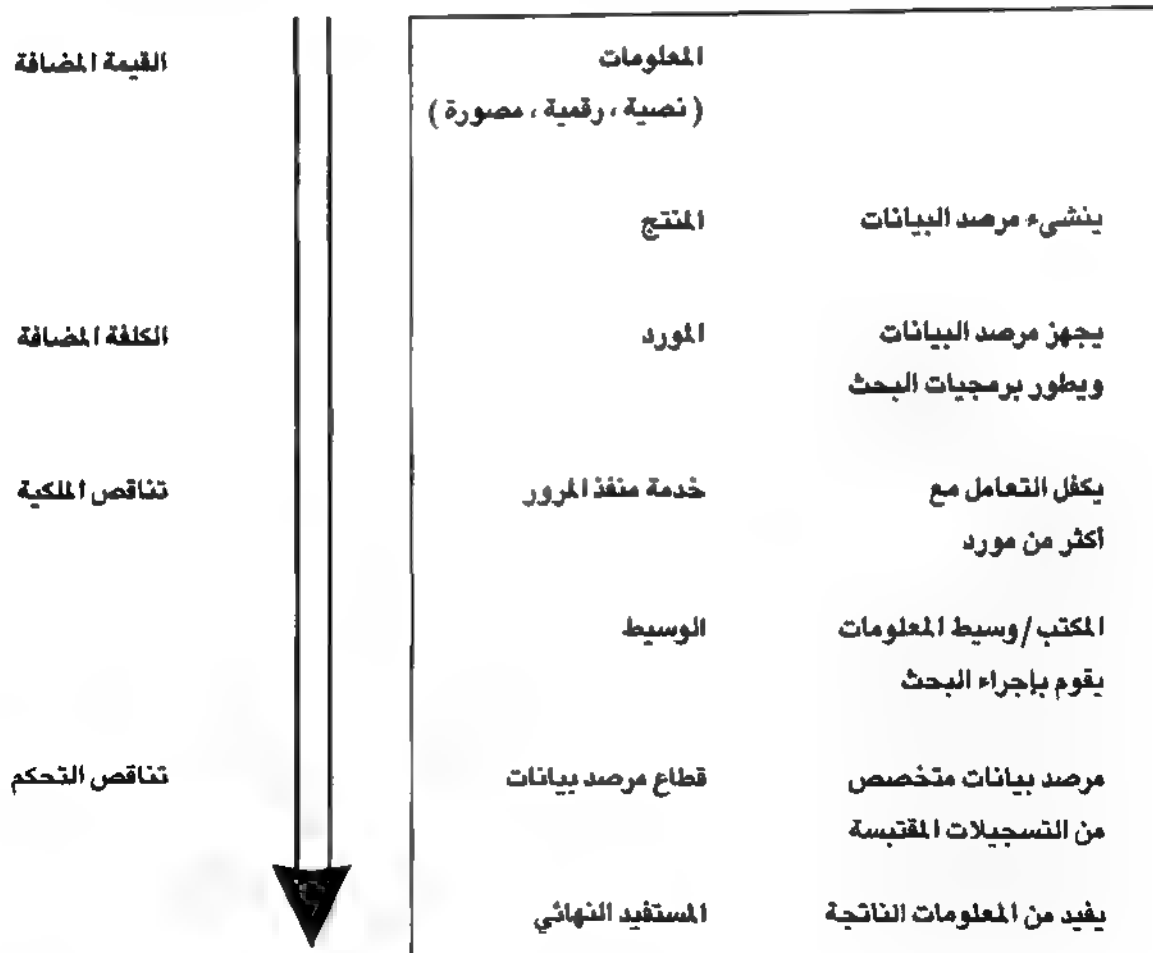 المعلومات
القيمة المضافة
( نصية ، رقمية ، مصورة )
ينشىء مرصد البيانات
المنتج
يجهز مرصد البيانات
المورد
الكلفة المضافة
ويطور برمجيات البحث
يكفل التعامل مع
خدمة منفذ المرور
تناقص الملكية
أكثر من مورد
المكتب/وسيط المعلومات
الوسيط
يقوم بإجراء البحث
مرصد بيانات متخصص
قطاع مرصد بيانات
تناقص التحكم
من التسجيلات المقتبسة
يفيد من المعلومات الناتجة
المستفيد النهائي